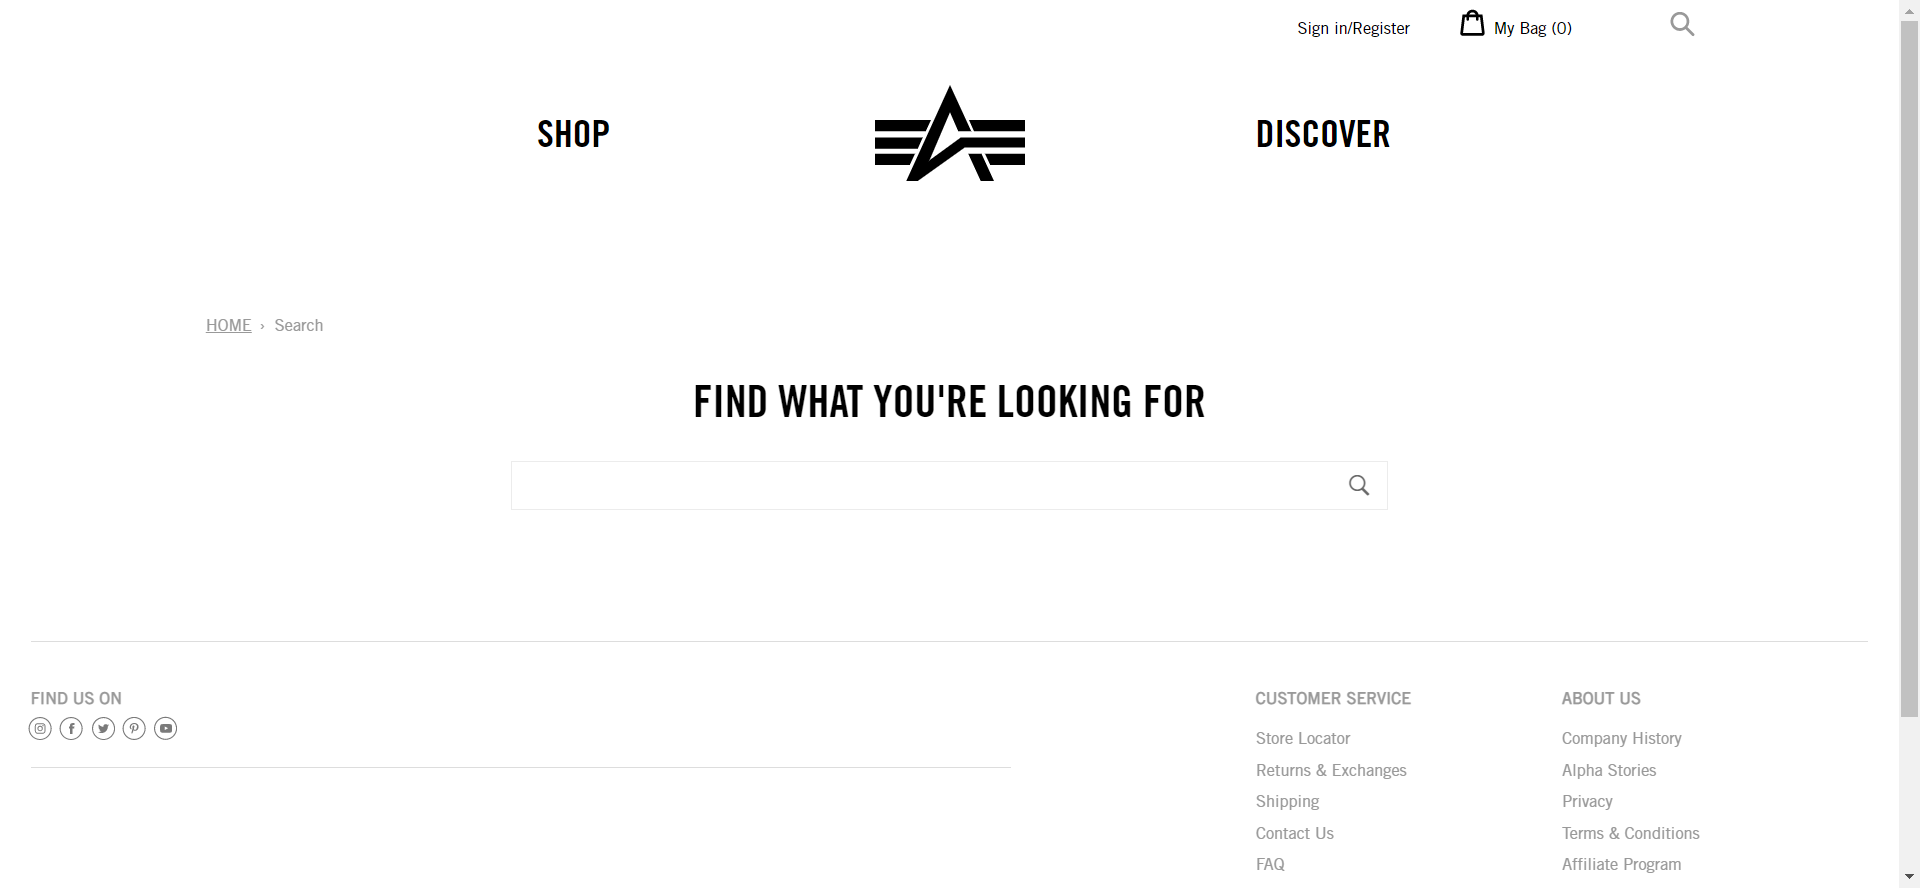 Sign in/Register
My Bag (0)
SHOP
DISCOVER
HOME › Search
FIND WHAT YOU'RE LOOKING FOR
FIND US ON
CUSTOMER SERVICE
Store Locator
Returns & Exchanges
Shipping
Contact Us
FAQ
ABOUT US
Company History
Alpha Stories
Privacy
Terms & Conditions
Affiliate Program